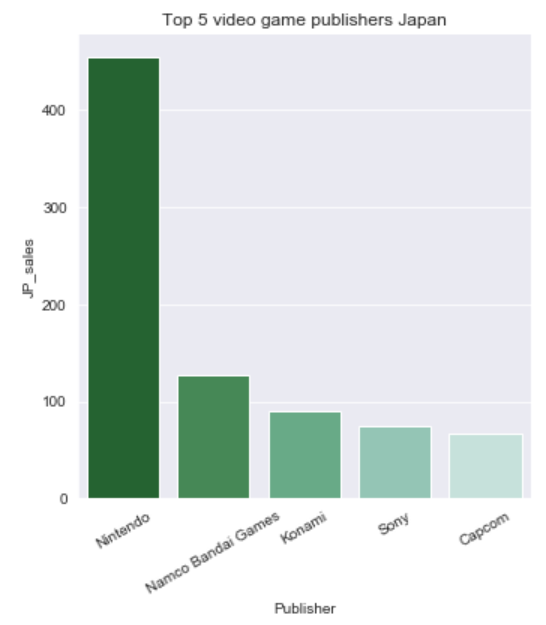 Top 5 video game publishers Japan
JP_sales
400
300
200
100
0
Nintendo
Namco Bandai Games
Konami
Sony
Capcom
Publisher